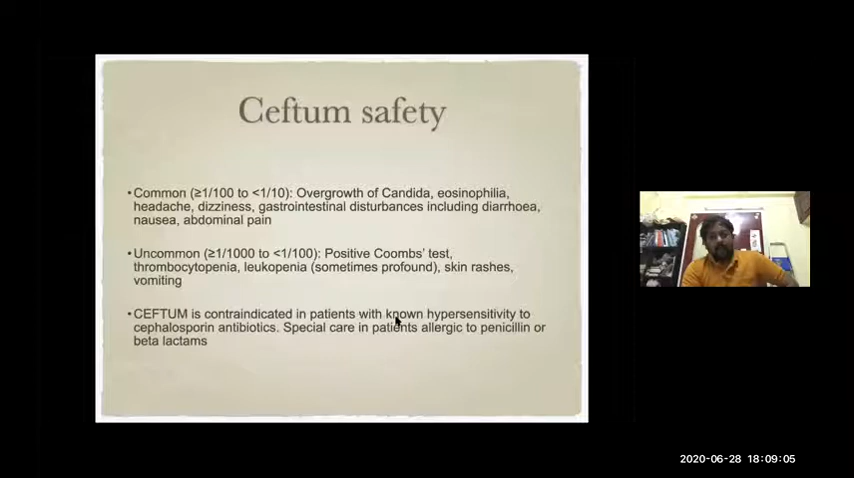 Ceftum safety
•Common (≥1/100 to <1/10): Overgrowth of Candida, eosinophilia,
headache, dizziness, gastrointestinal disturbances including diarrhoea,
nausea, abdominal pain
•Uncommon (≥1/1000 to <1/100): Positive Coombs' test,
thrombocytopenia, leukopenia (sometimes profound), skin rashes,
vomiting
•CEFTUM is contraindicated in patients with known hypersensitivity to
cephalosporin antibiotics. Special care in patients allergic to penicillin or
beta lactams
2020-06-28 18:09:05